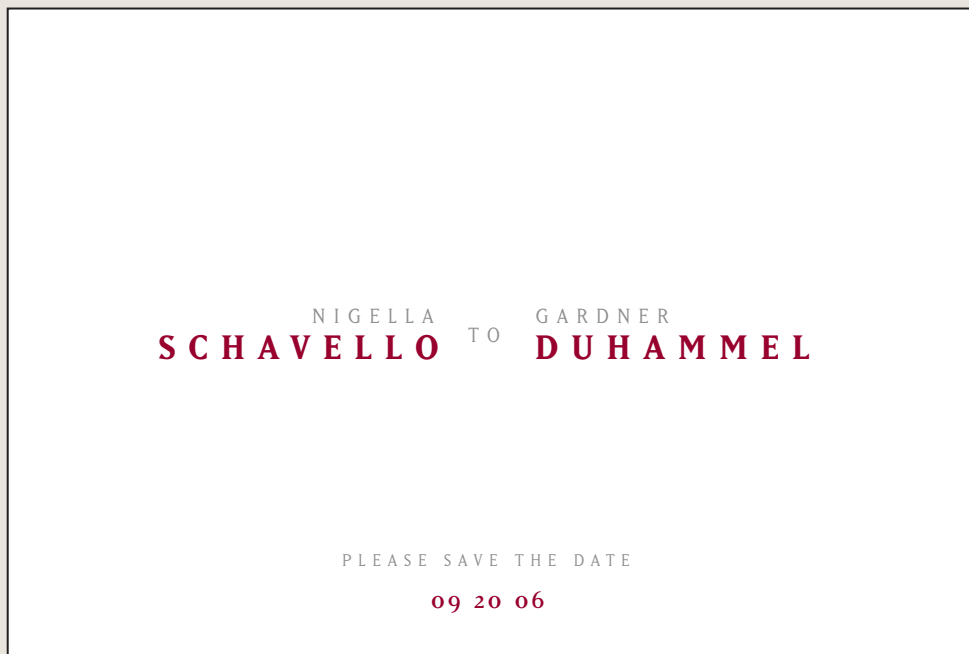 NIGELLA
SCHAVELLO
TO
GARDNER
DUHAMMEL
PLEASE SAVE THE DATE
09 20 06